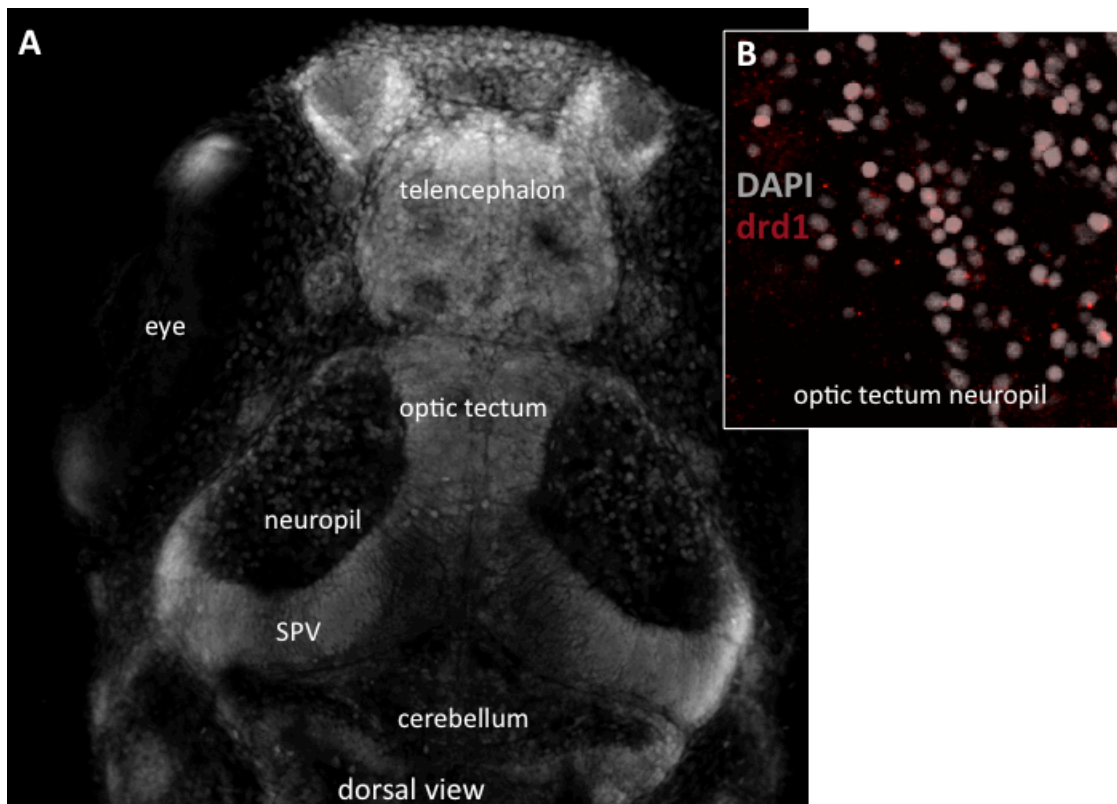 A
telencephalon
eye
optic tectum
neuropil
SPV
cerebellum
dorsal view
B
DAPI
drd1
optic tectum neuropil